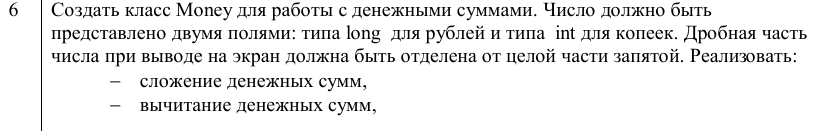 6 Создать класс Money для работы с денежными суммами. Число должно быть
представлено двумя полями: типа long для рублей и типа int для копеек. Дробная часть
числа при выводе на экран должна быть отделена от целой части запятой. Реализовать:
– сложение денежных сумм,
– вычитание денежных сумм,